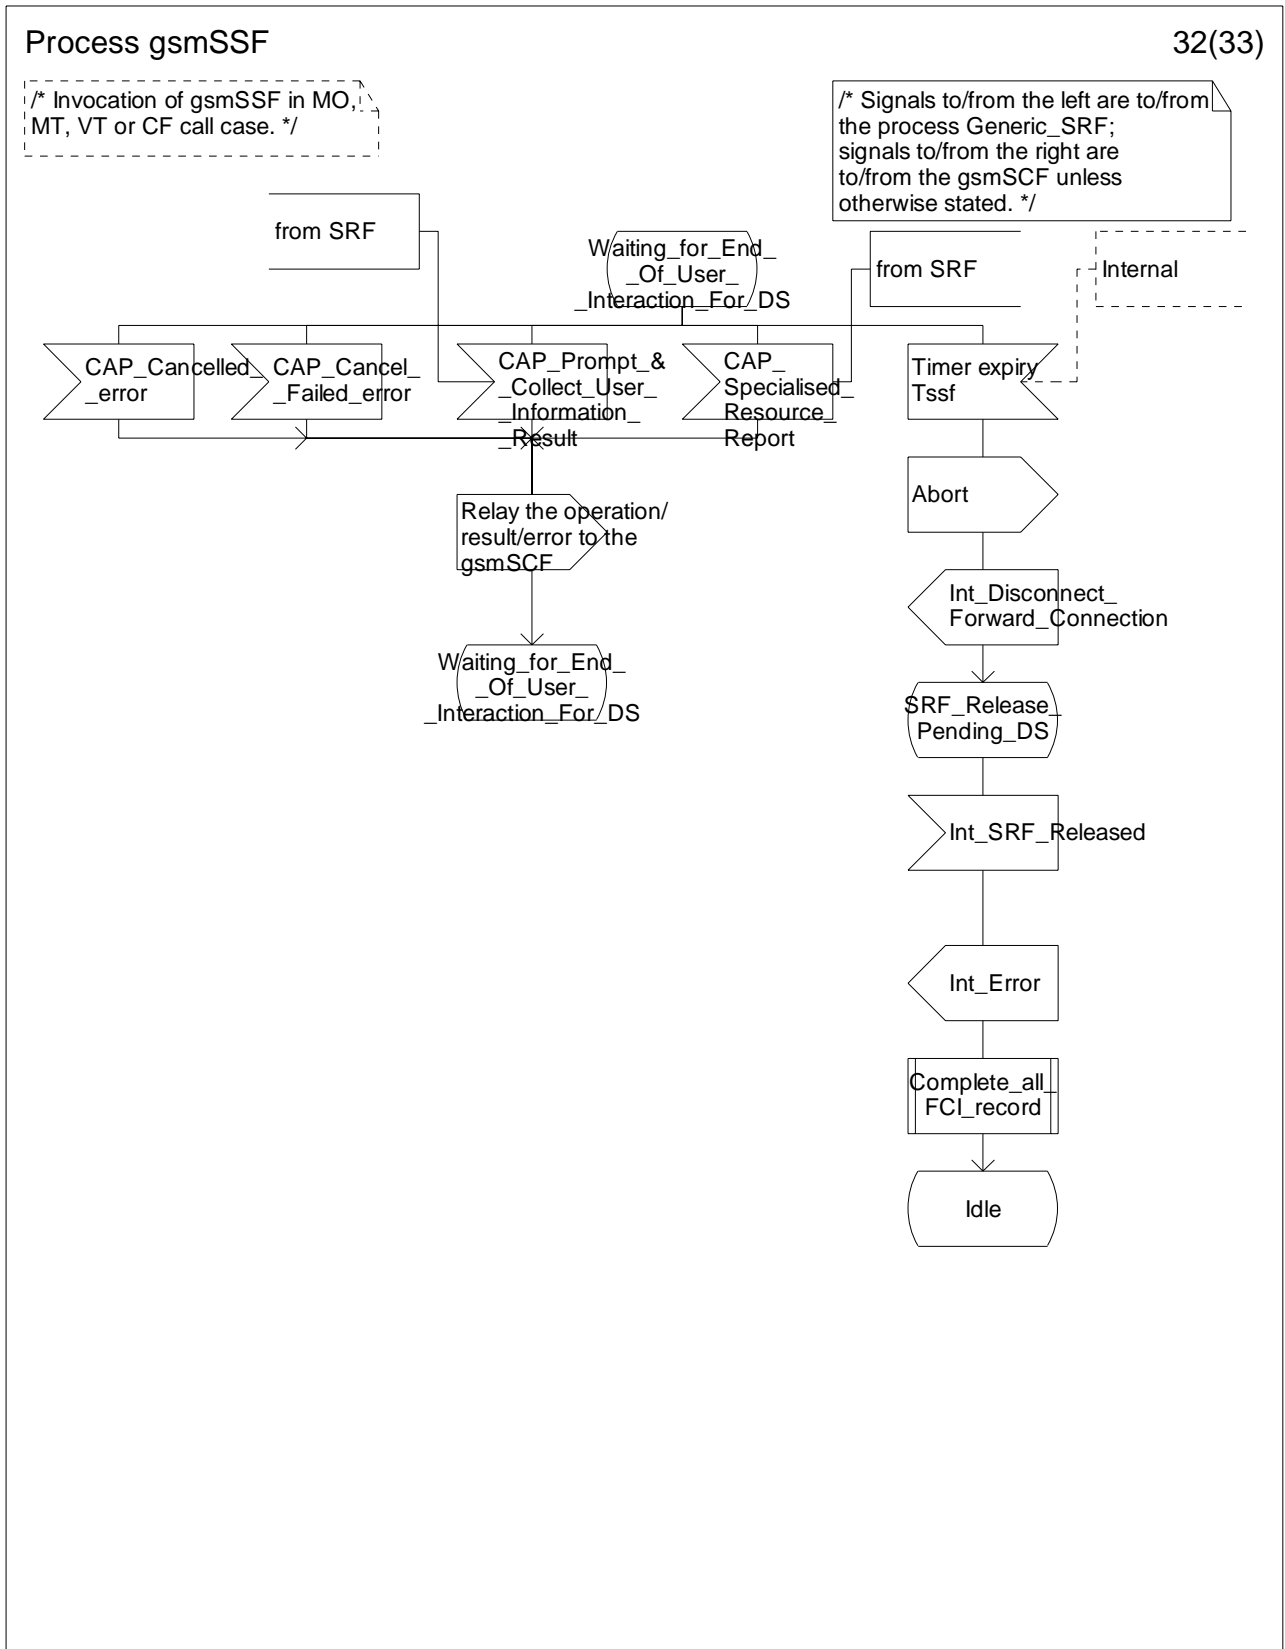 Process gsmSSF
32(33)
/* Invocation of gsmSSF in MO,
MT, VT or CF call case. */
/* Signals to/from the left are to/from
the process Generic_SRF;
signals to/from the right are
to/from the gsmSCF unless
otherwise stated. */
from SRF
Waiting_for_End_
_Of_User_
_Interaction_For_DS
from SRF
Internal
CAP_Cancelled_
_error
CAP_Cancel_
_Failed_error
CAP_Prompt_&
_Collect_User_
_Information_
_Result
CAP_
Specialised_
Resource_
Report
Timer expiry
Tssf
Relay the operation/
result/error to the
gsmSCF
Abort
Int_Disconnect_
Forward_Connection
Waiting_for_End_
_Of_User_
_Interaction_For_DS
SRF_Release_
Pending_DS
Int_SRF_Released
Int_Error
Complete_all_
FCI_record
Idle